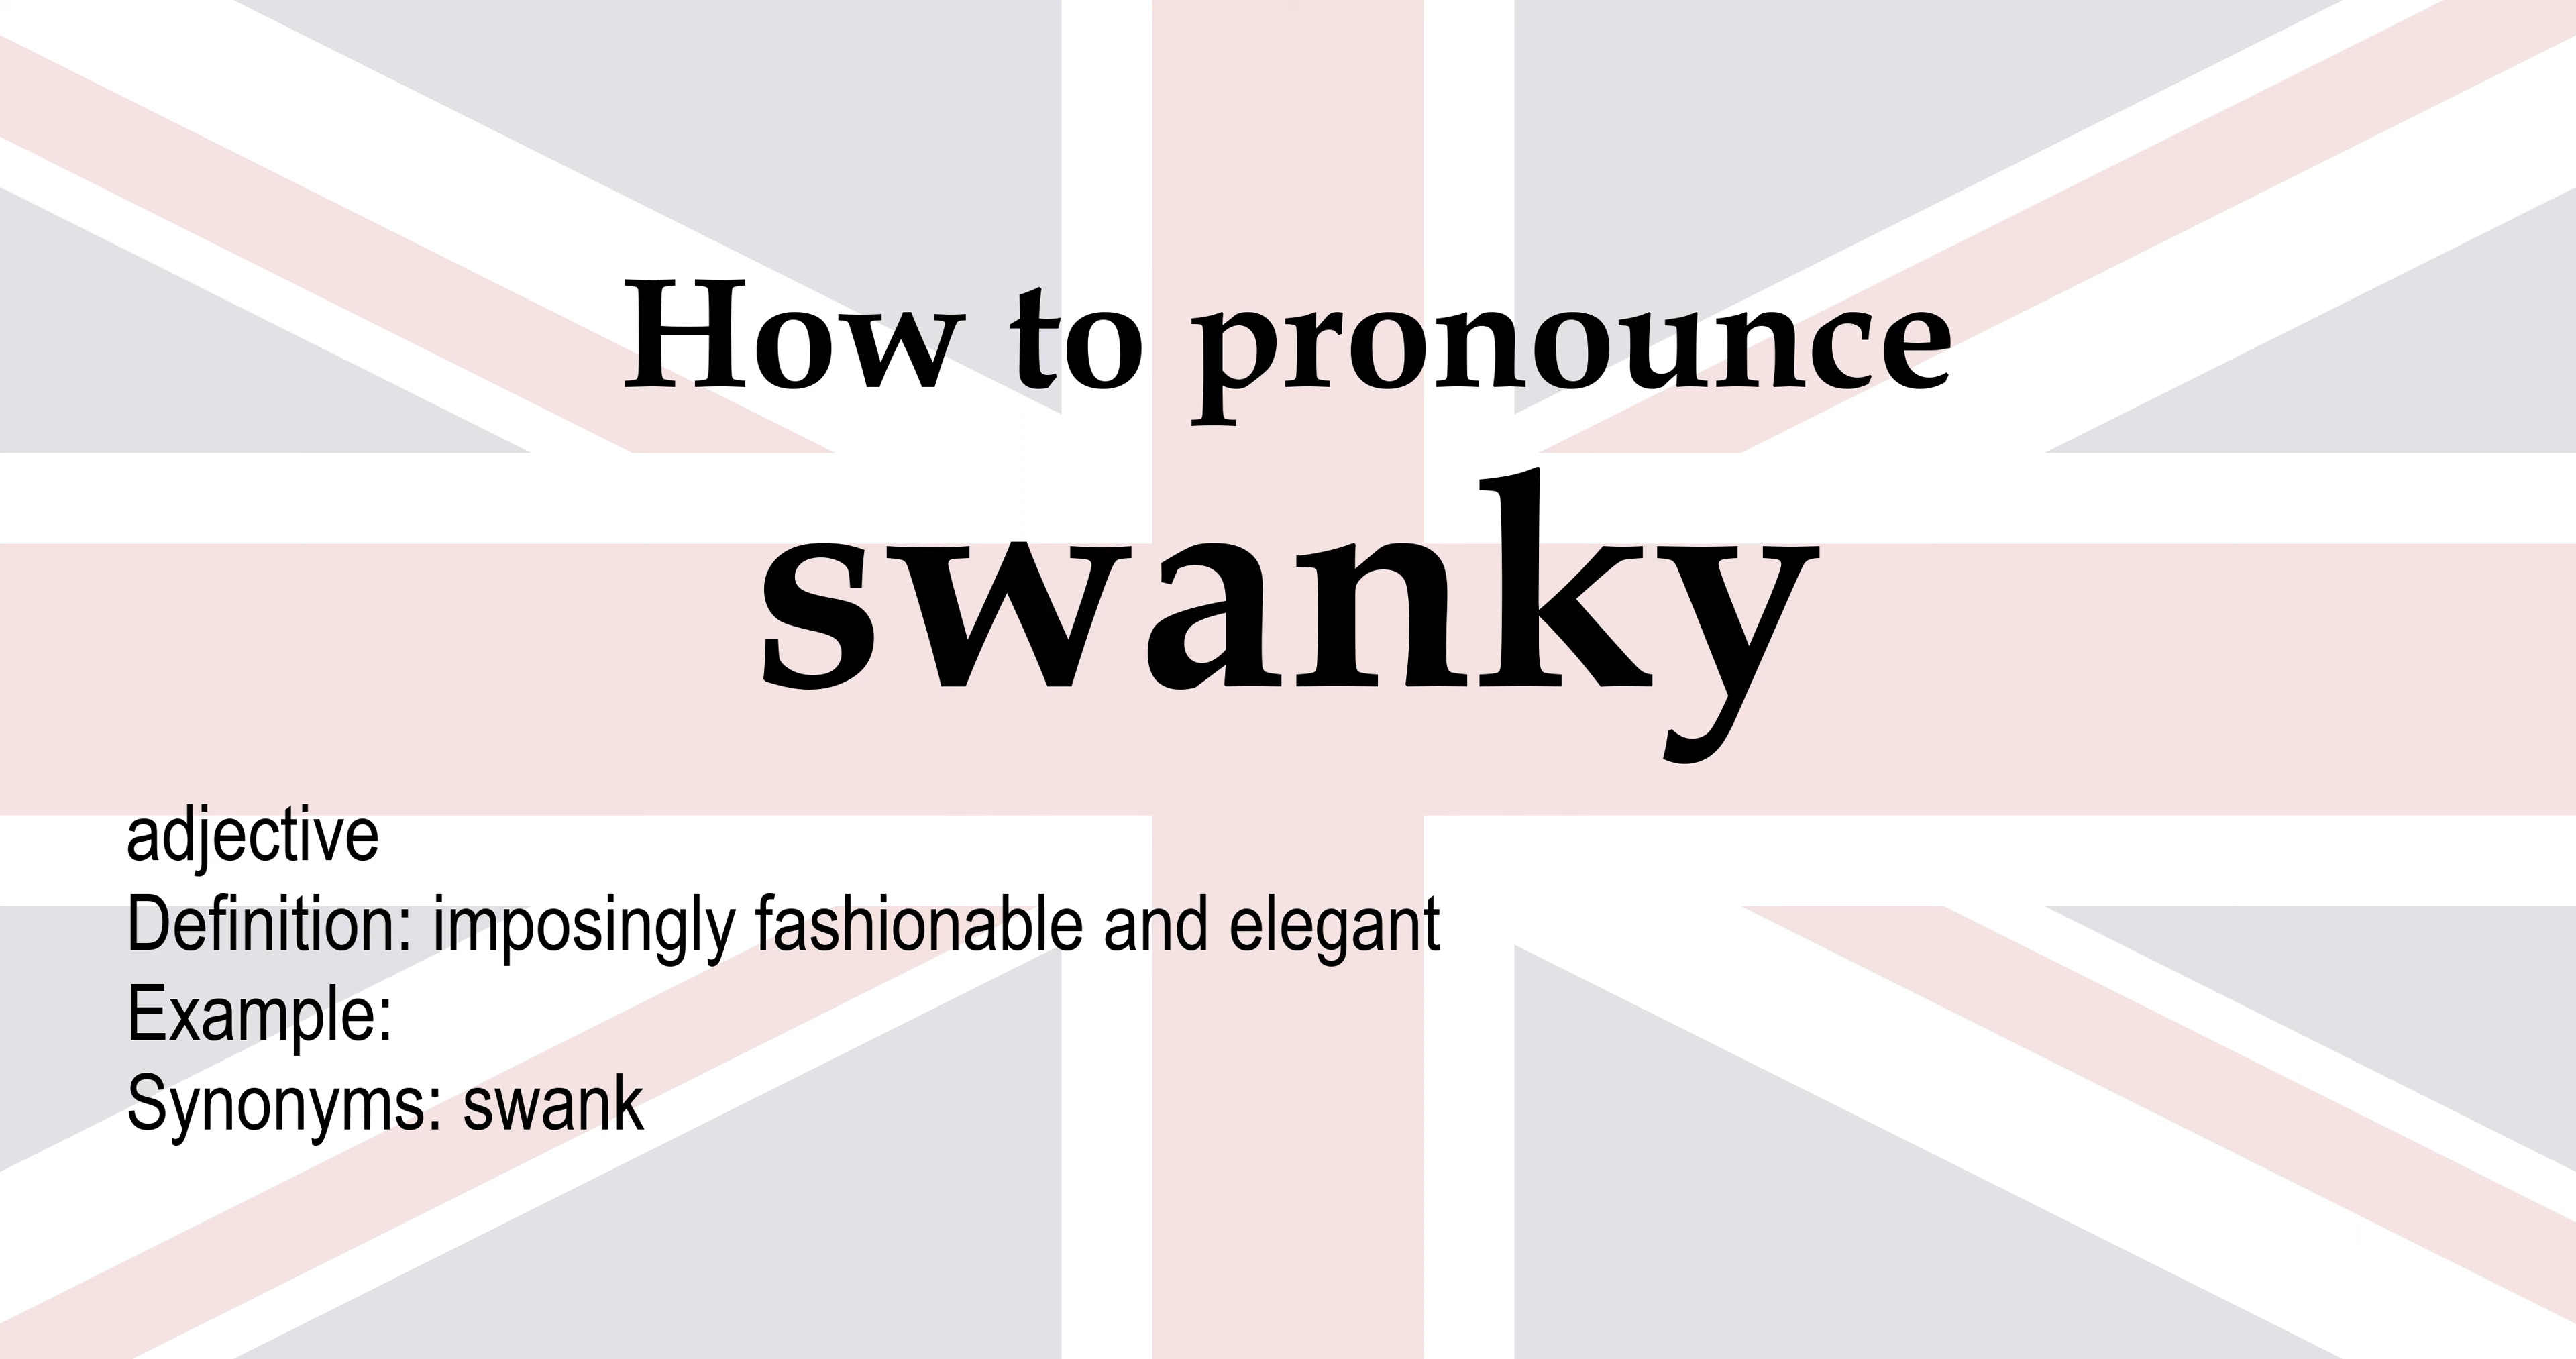 How to pronounce
swanky
adjective
Definition: imposingly fashionable and elegant
Example:
Synonyms: swank